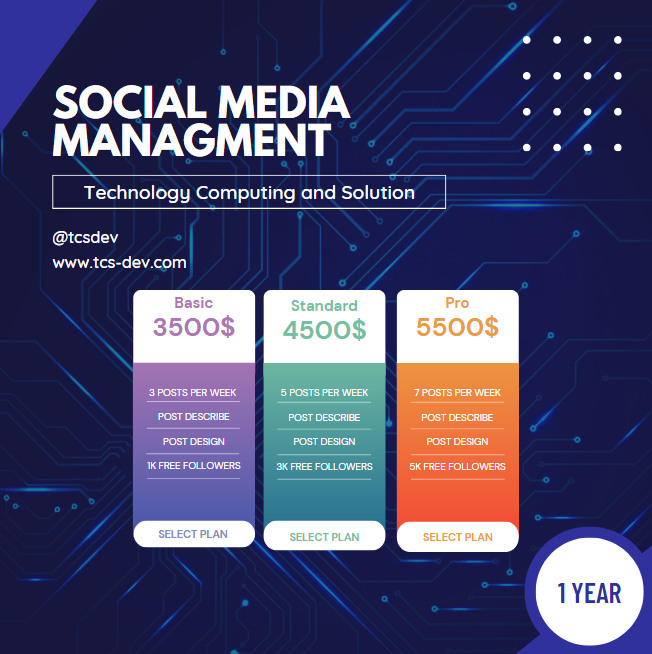 SOCIAL MEDIA
MANAGMENT
Technology Computing and Solution
@tcsdev
www.tcs-dev.com
Basic
3500$
3 POSTS PER WEEK
POST DESCRIBE
POST DESIGN
1K FREE FOLLOWERS
SELECT PLAN
Standard
4500$
5 POSTS PER WEEK
POST DESCRIBE
POST DESIGN
3K FREE FOLLOWERS
SELECT PLAN
Pro
5500$
7 POSTS PER WEEK
POST DESCRIBE
POST DESIGN
5K FREE FOLLOWERS
SELECT PLAN
1 YEAR